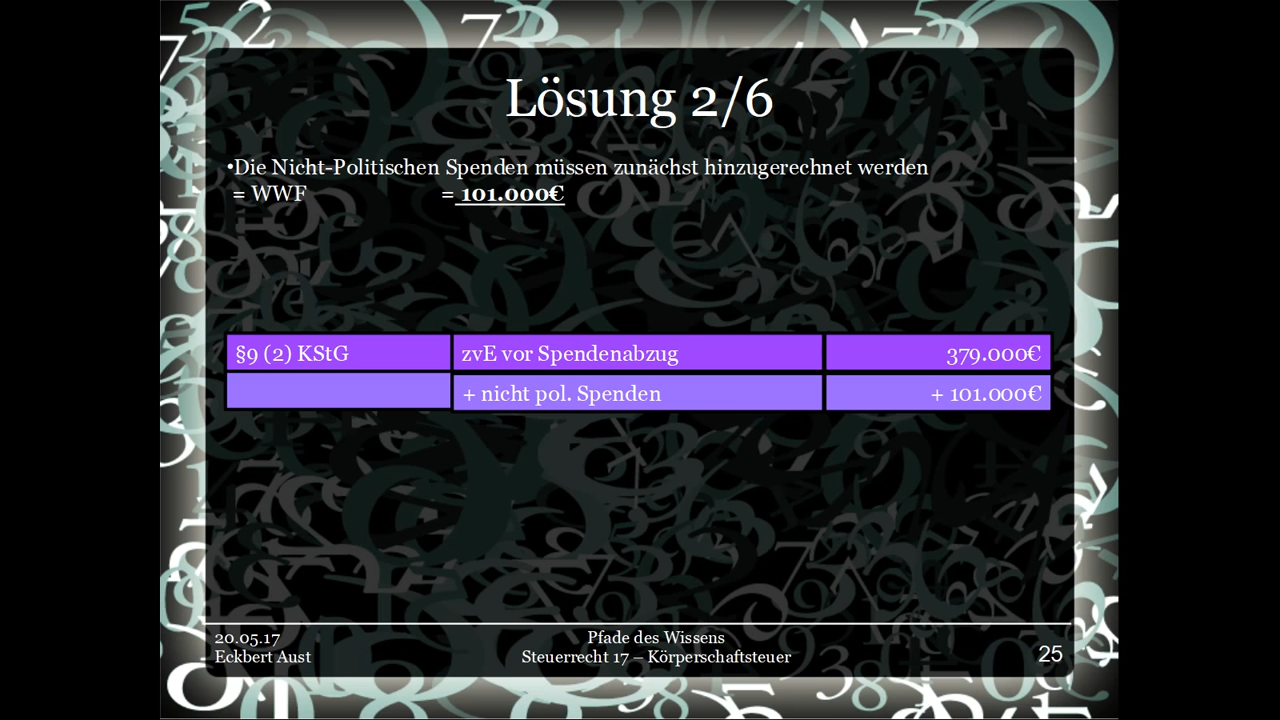 Lösung 2/6
•Die Nicht-Politischen Spenden müssen zunächst hinzugerechnet werden
= WWF = 101.000€
§9 (2) KStG zvE vor Spendenabzug 379.000€
+ nicht pol. Spenden + 101.000€
20.05.17 Pfade des Wissens
Eckbert Aust Steuerrecht 17 – Körperschaftsteuer 25